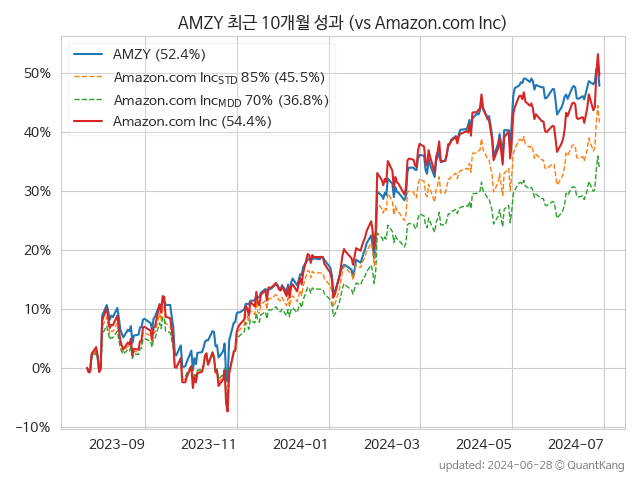 AMZY 최근 10개월 성과 (vs Amazon.com Inc)
AMZY (52.4%)
Amazon.com IncSTD 85% (45.5%)
Amazon.com IncMDD 70% (36.8%)
Amazon.com Inc (54.4%)
50%
40%
30%
20%
10%
0%
−10%
2023-09 2023-11 2024-01 2024-03 2024-05 2024-07
updated: 2024-06-28 © QuantKang